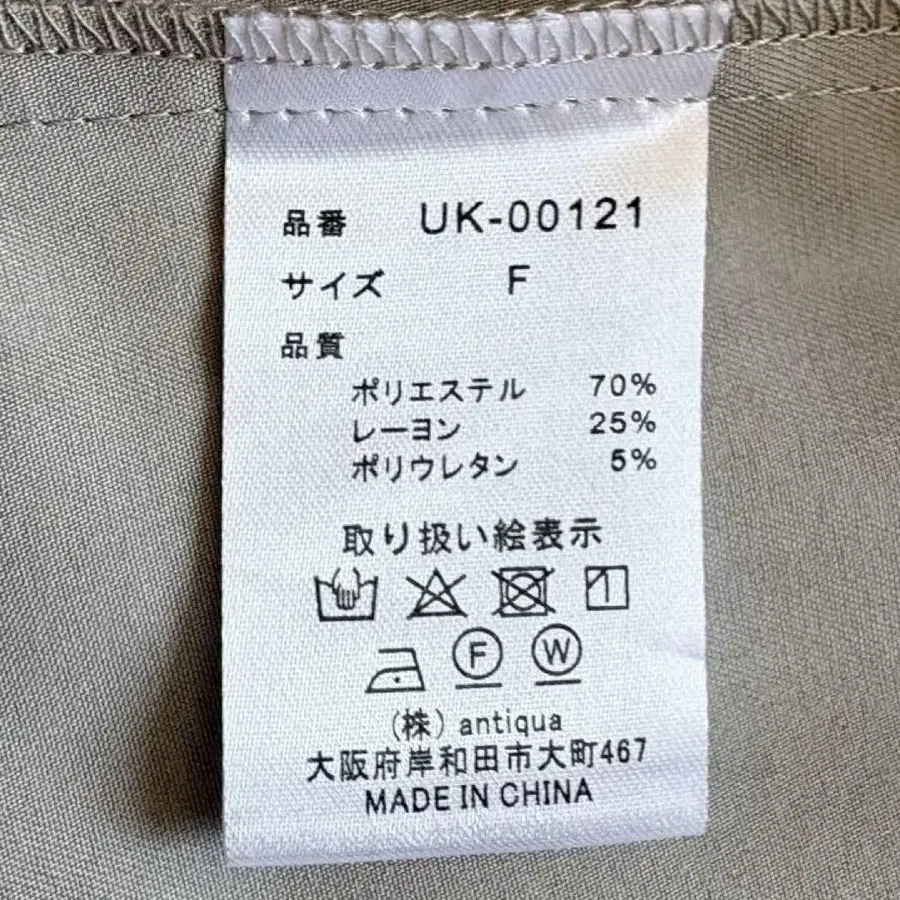 品番 UK-00121
サイズ F
品質
ポリエステル 70%
レーヨン 25%
ポリウレタン 5%
取り扱い絵表示
F W
(株) antiqua
大阪府岸和田市大町467
MADE IN CHINA